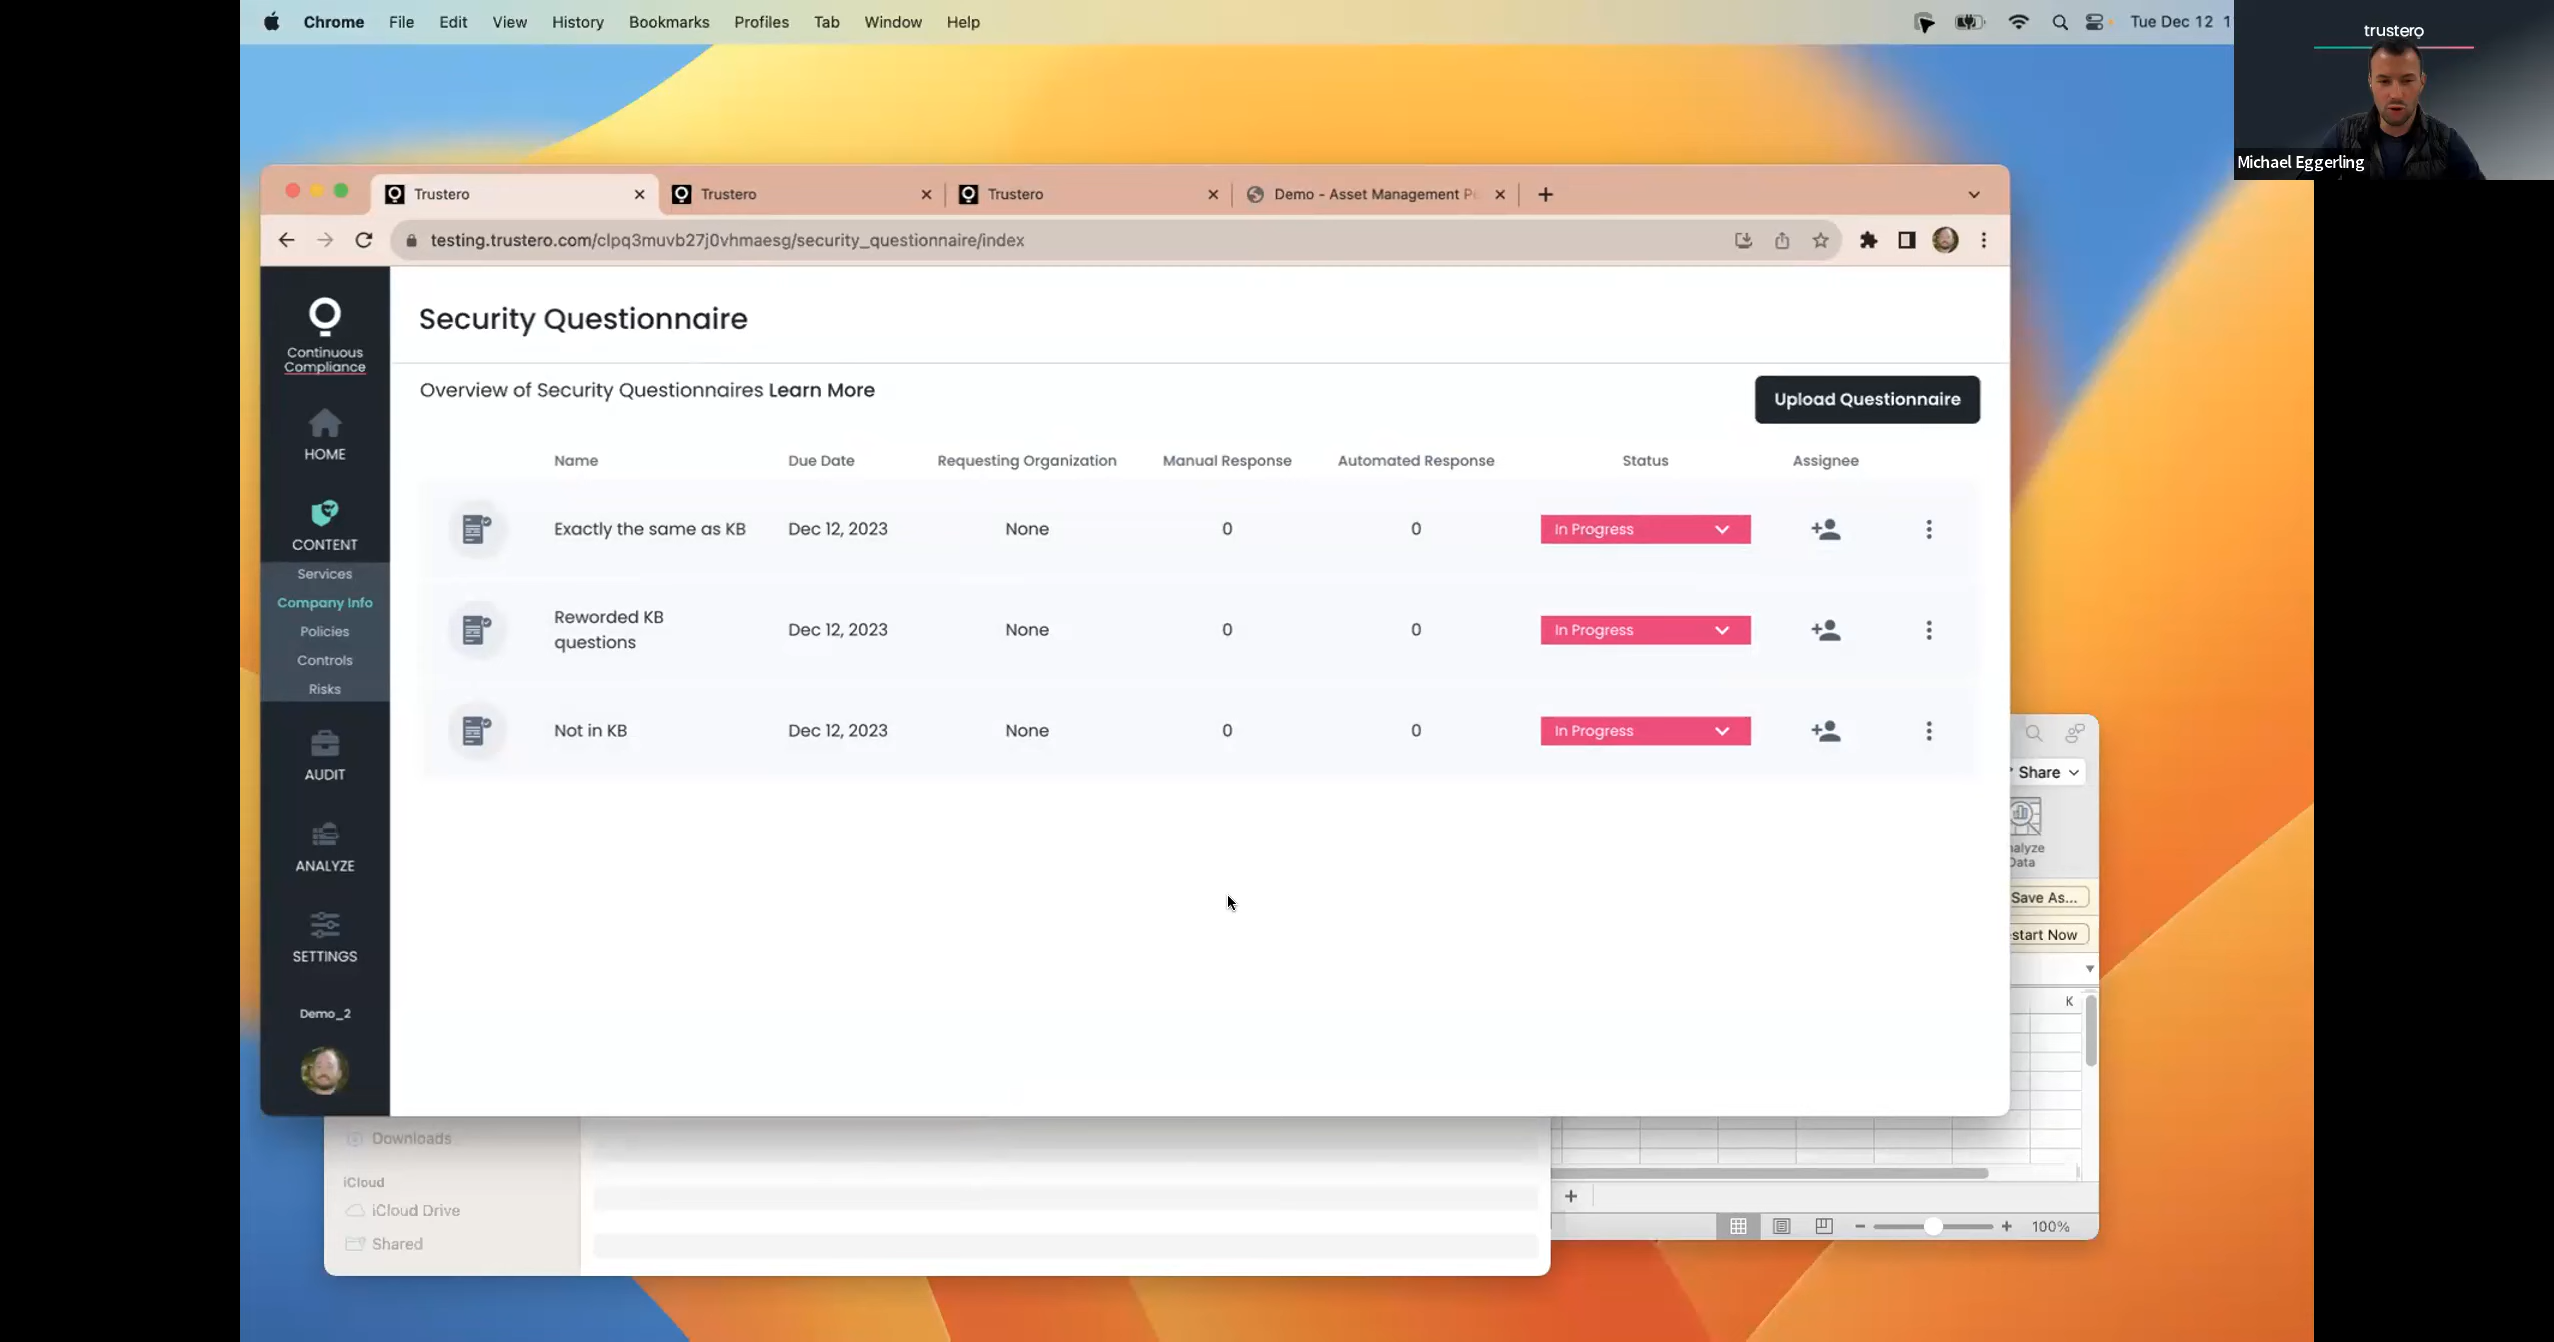 Chrome File Edit View History Bookmarks Profiles Tab Window Help
Tue Dec 12
trustero
Michael Eggerling
Trustero
Trustero
Trustero
Demo - Asset Management
testing.trustero.com/clpq3muvb27j0vhmaesg/security_questionnaire/index
Continuous
Compliance
HOME
CONTENT
Services
Company Info
Policies
Controls
Risks
AUDIT
ANALYZE
SETTINGS
Demo_2
Security Questionnaire
Overview of Security Questionnaires Learn More
Upload Questionnaire
Name Due Date Requesting Organization Manual Response Automated Response Status Assignee
Exactly the same as KB Dec 12, 2023 None 0 0 In Progress
Reworded KB
questions Dec 12, 2023 None 0 0 In Progress
Not in KB Dec 12, 2023 None 0 0 In Progress
Share
Data
Save As...
Now
K
100%
Downloads
iCloud
iCloud Drive
Shared